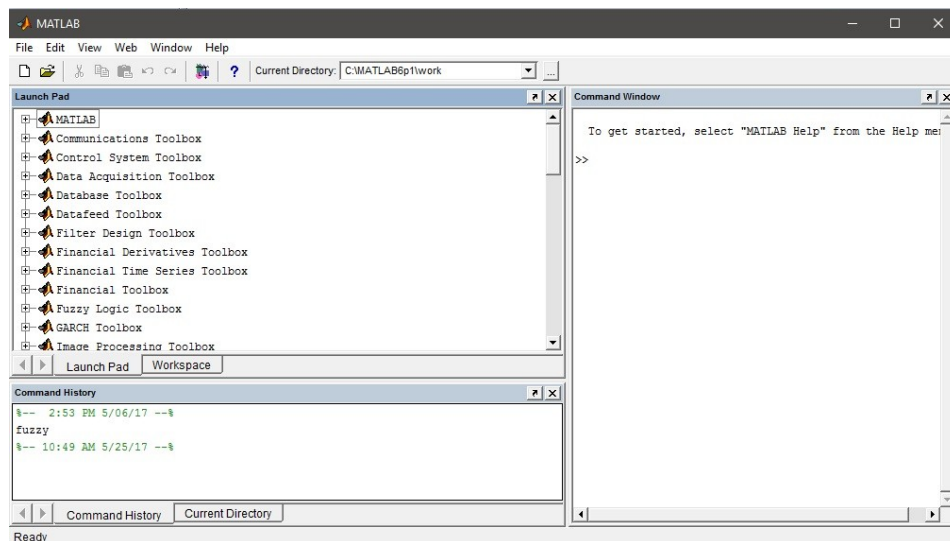 MATLAB
File Edit View Web Window Help
? Current Directory: C:\MATLAB6p1\work ...
Launch Pad
MATLAB
Communications Toolbox
Control System Toolbox
Data Acquisition Toolbox
Database Toolbox
Datafeed Toolbox
Filter Design Toolbox
Financial Derivatives Toolbox
Financial Time Series Toolbox
Financial Toolbox
Fuzzy Logic Toolbox
GARCH Toolbox
Image Processing Toolbox
Launch Pad Workspace
Command History
%-- 2:53 PM 5/06/17 --%
fuzzy
%-- 10:49 AM 5/25/17 --%
Command History Current Directory
Command Window
To get started, select "MATLAB Help" from the Help me
>>
Ready